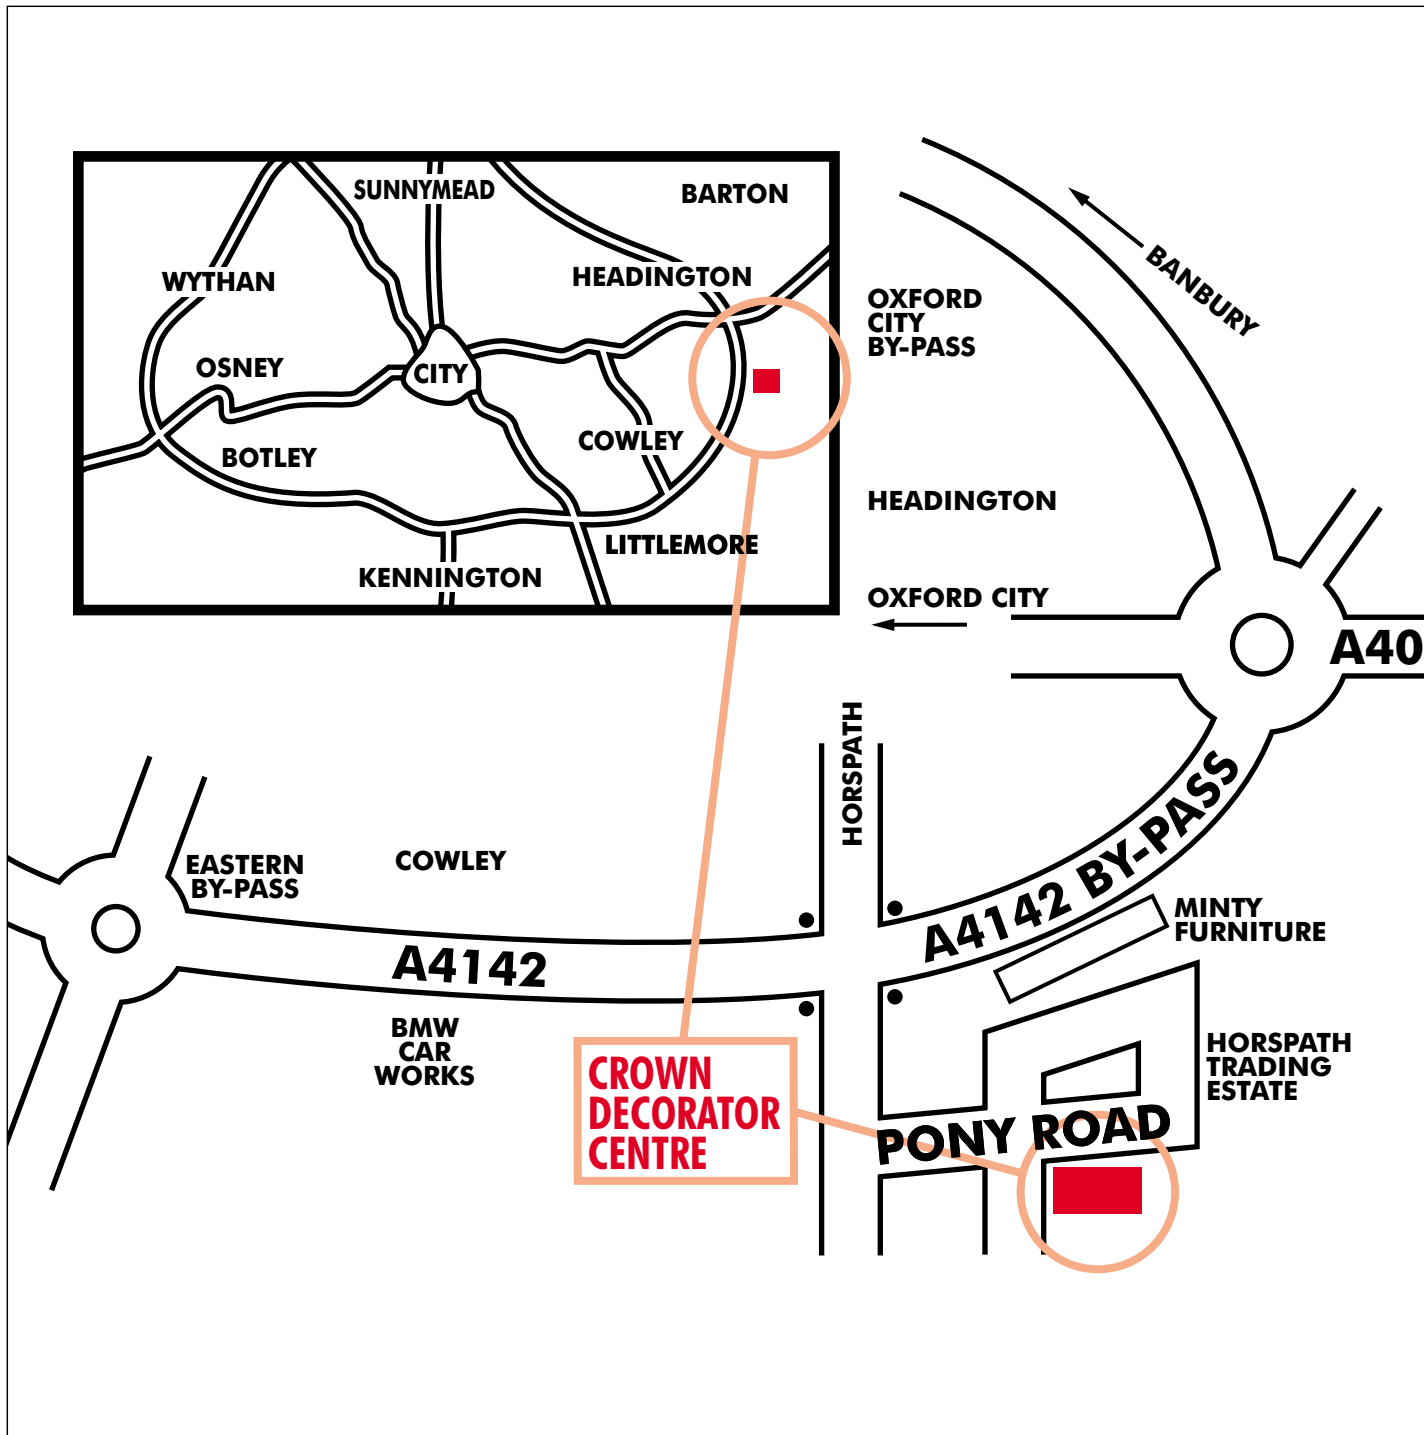 SUNNYMEAD
BARTON
WYTHAN
HEADINGTON
OSNEY
CITY
BOTLEY
COWLEY
LITTLEMORE
KENNINGTON
BANBURY
OXFORD
CITY
BY-PASS
HEADINGTON
OXFORD CITY
A40
HORSPATH
A4142 BY-PASS
EASTERN
BY-PASS
COWLEY
A4142
MINTY
FURNITURE
BMW
CAR
WORKS
CROWN
DECORATOR
CENTRE
HORSPATH
TRADING
ESTATE
PONY ROAD